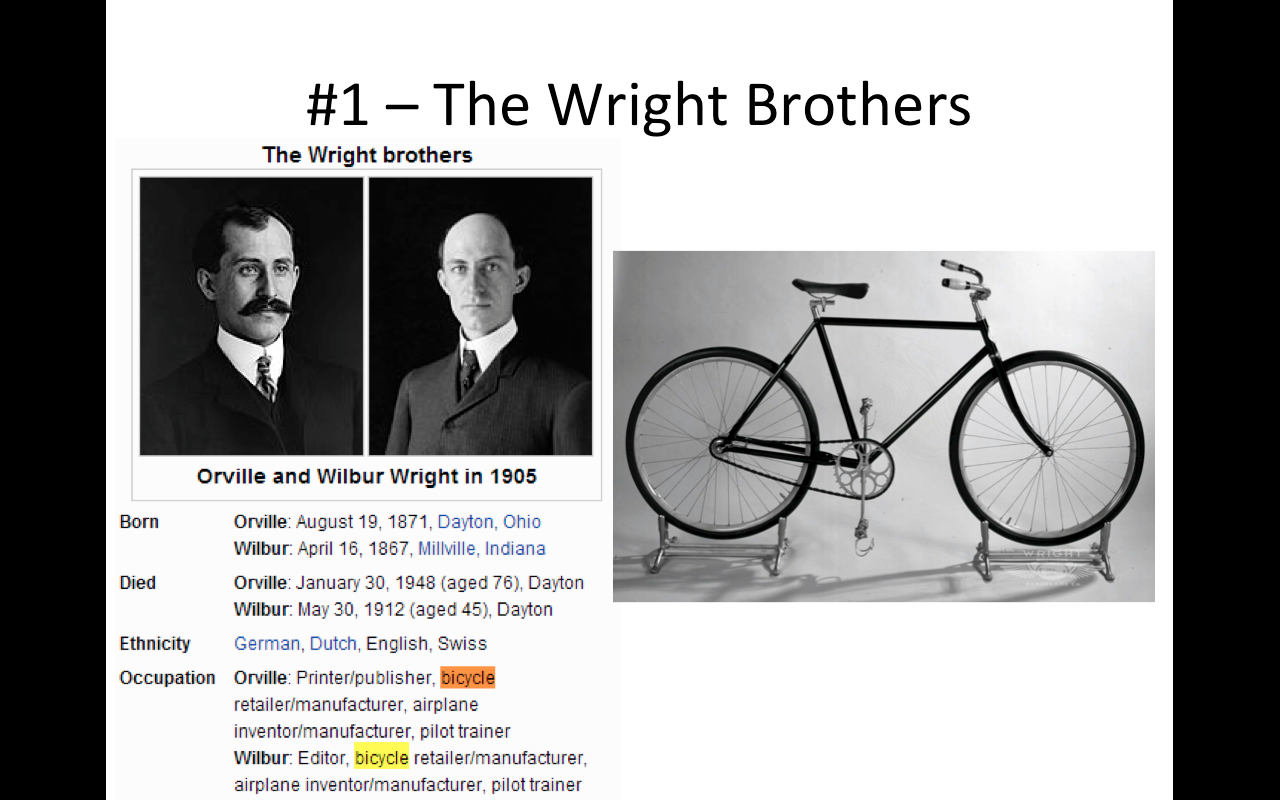 #1 – The Wright Brothers
The Wright brothers
Orville and Wilbur Wright in 1905
Born Orville: August 19, 1871, Dayton, Ohio
Wilbur: April 16, 1867, Millville, Indiana
Died Orville: January 30, 1948 (aged 76), Dayton
Wilbur: May 30, 1912 (aged 45), Dayton
Ethnicity German, Dutch, English, Swiss
Occupation Orville: Printer/publisher, bicycle
retailer/manufacturer, airplane
inventor/manufacturer, pilot trainer
Wilbur: Editor, bicycle retailer/manufacturer,
airplane inventor/manufacturer, pilot trainer
WRIGHT